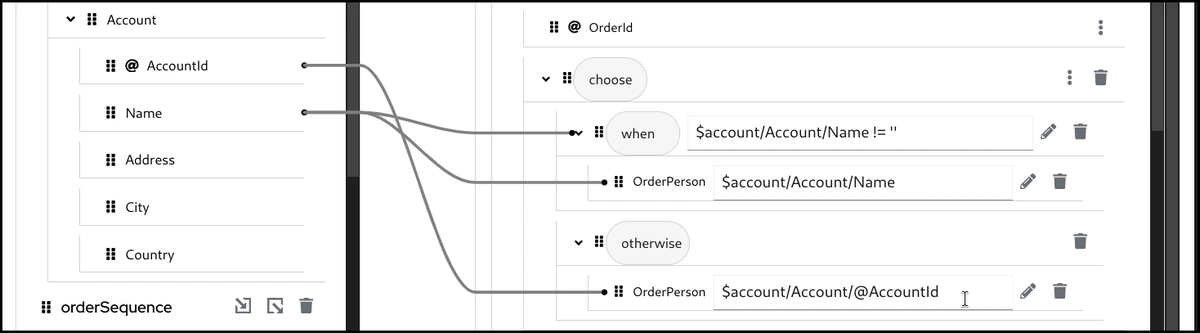 Account
@ AccountId
Name
Address
City
Country
orderSequence
@ OrderId
choose
when $account/Account/Name != ''
OrderPerson $account/Account/Name
otherwise
OrderPerson $account/Account/@AccountId